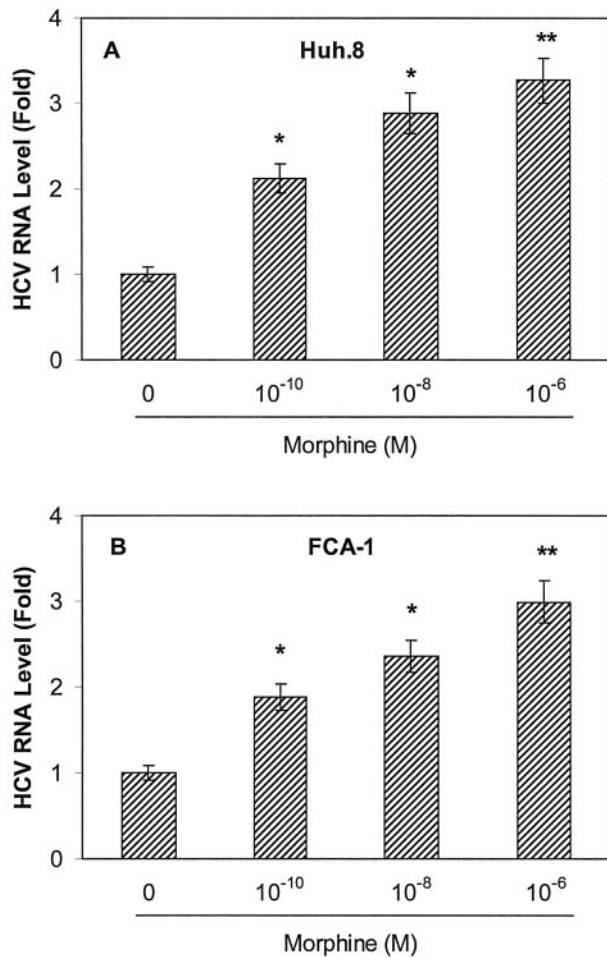 A Huh.8
HCV RNA Level (Fold)
4
3
2
1
0
*
*
**
0 10⁻¹⁰ 10⁻⁸ 10⁻⁶
Morphine (M)
B FCA-1
HCV RNA Level (Fold)
4
3
2
1
0
*
*
**
0 10⁻¹⁰ 10⁻⁸ 10⁻⁶
Morphine (M)